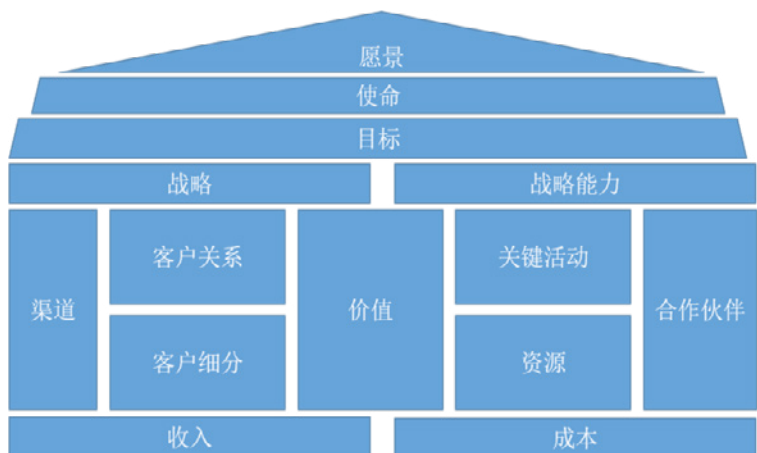 愿景
使命
目标
战略
战略能力
渠道
客户关系
客户细分
价值
关键活动
资源
合作伙伴
收入
成本